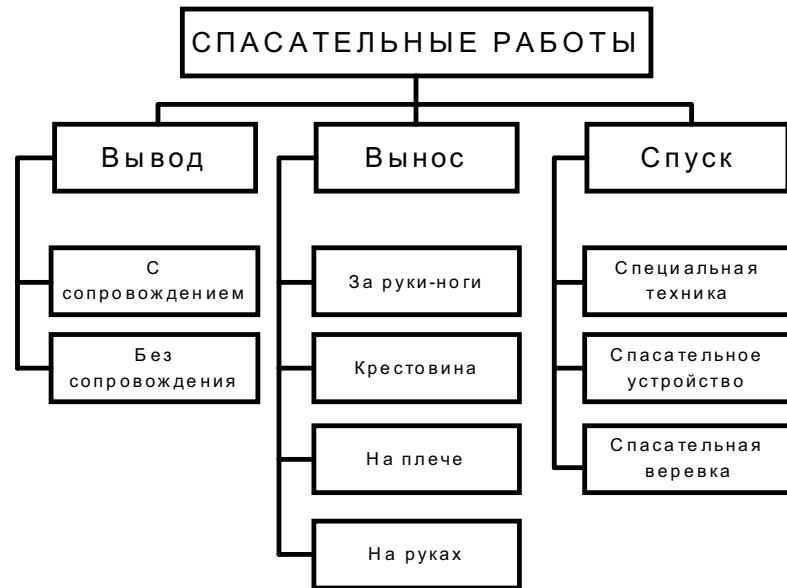 СПАСАТЕЛЬНЫЕ РАБОТЫ
Вывод
С
сопровождением
Без
сопровождения
Вынос
За руки-ноги
Крестовина
На плече
На руках
Спуск
Специальная
техника
Спасательное
устройство
Спасательная
веревка